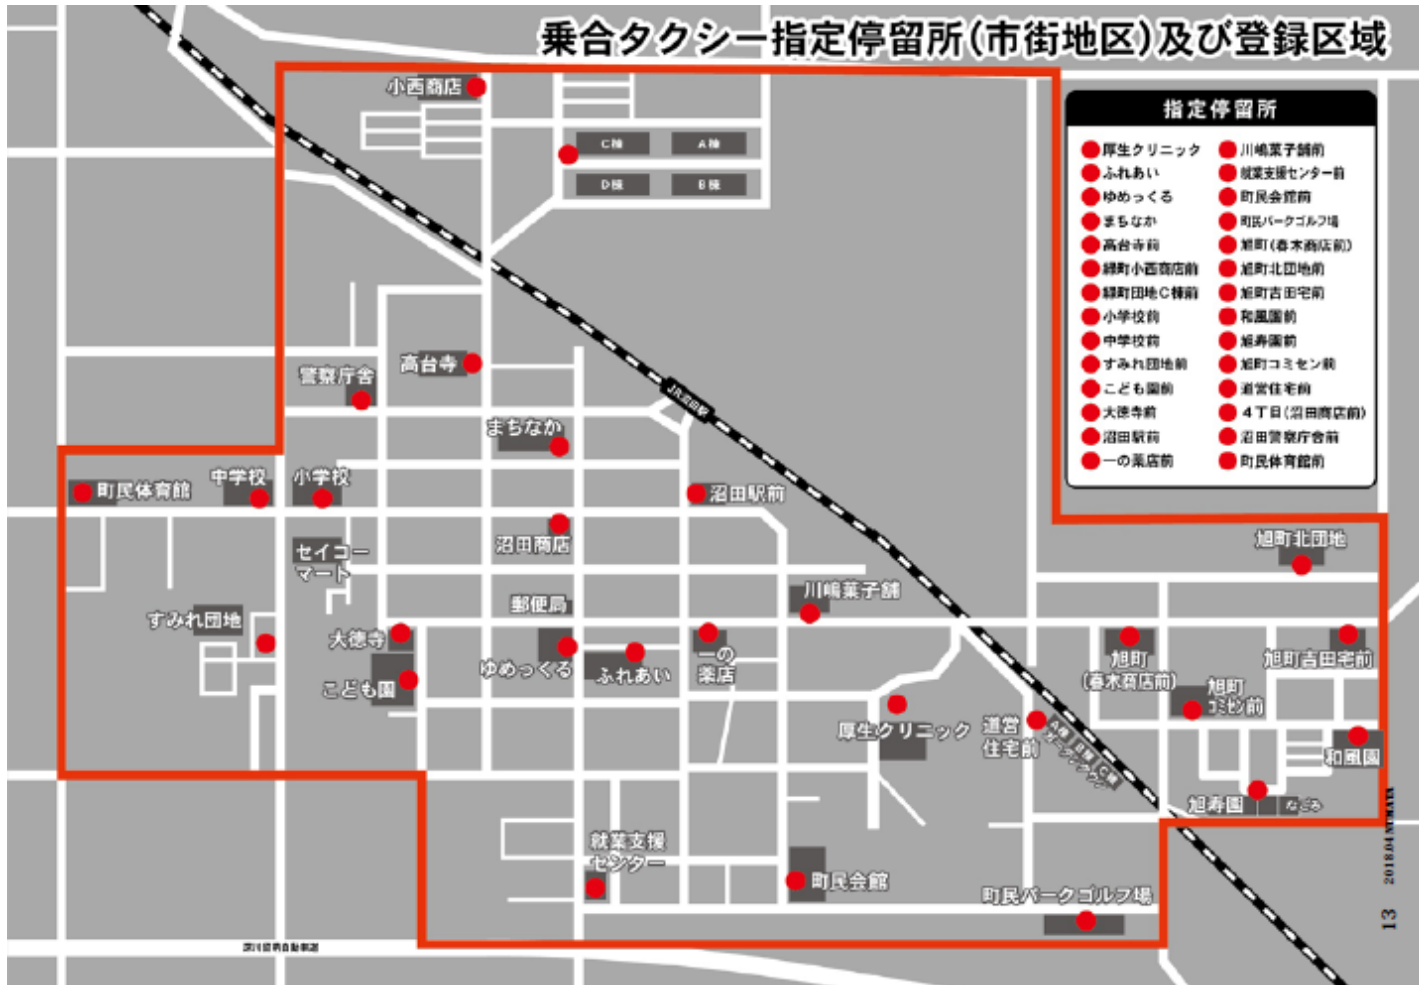 乗合タクシー指定停留所(市街地区)及び登録区域
指定停留所
厚生クリニック
ふれあい
ゆめっくる
まちなか
高台寺前
緑町小西商店前
緑町団地C棟前
小学校前
中学校前
すみれ団地前
こども園前
大徳寺前
沼田駅前
一の薬店前
川嶋菓子舗前
就業支援センター前
町民会館前
町民パークゴルフ場
旭町(春木商店前)
旭町北団地前
旭町吉田宅前
和風園前
旭寿園前
旭町コミセン前
道営住宅前
4丁目(沼田商店前)
沼田警察庁舎前
町民体育館前
小西商店
C棟
A棟
D棟
B棟
高台寺
警察庁舎
JR沼田駅
まちなか
町民体育館
中学校
小学校
沼田駅前
沼田商店
セイコー
マート
旭町北団地
川嶋菓子舗
郵便局
すみれ団地
大徳寺
ゆめっくる
ふれあい
一の
薬店
旭町
(春木商店前)
旭町吉田宅前
こども園
旭町
コミセン前
厚生クリニック
道営
住宅前
A棟
B棟
C棟
和風園
旭寿園
なごみ
就業支援
センター
町民会館
町民パークゴルフ場
2018.04 NUMATA
13